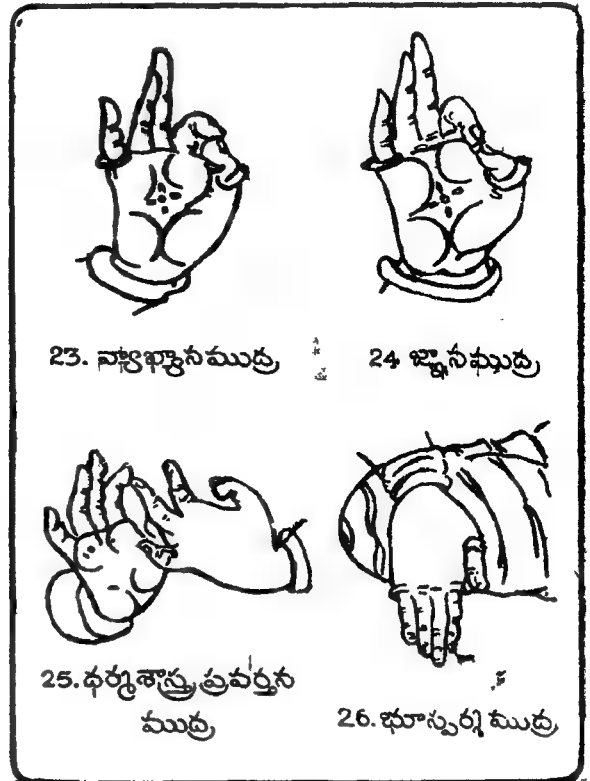 23. వ్యాఖ్యానముద్ర
24 జ్ఞానముద్ర
25. ధర్మశాస్త్ర ప్రవర్తన
ముద్ర
26. భూస్పర్శ ముద్ర